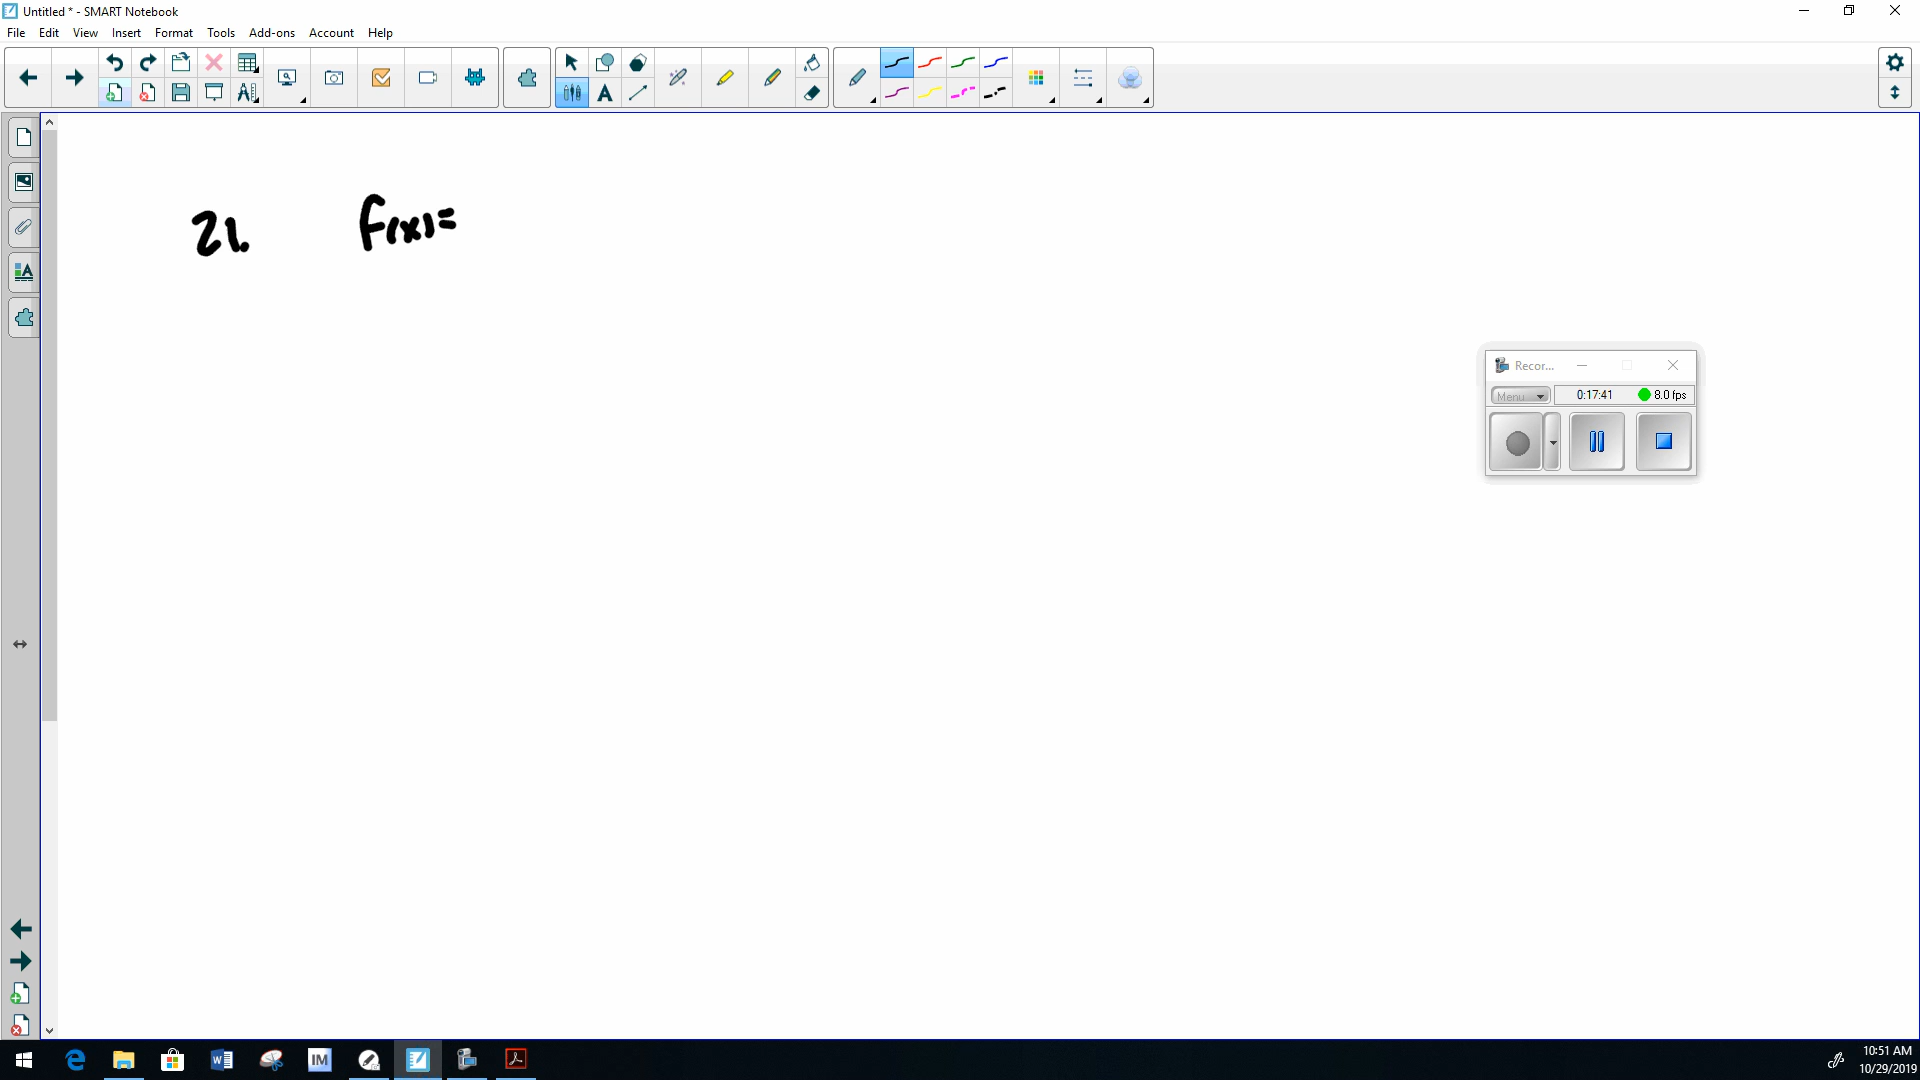 Untitled * - SMART Notebook
File Edit View Insert Format Tools Add-ons Account Help
21. f(x)=
Recor...
Menu 0:17:41 8.0 fps
10:51 AM
10/29/2019